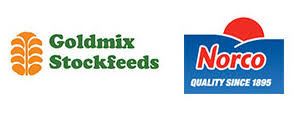 Goldmix
Stockfeeds
Norco
QUALITY SINCE 1895